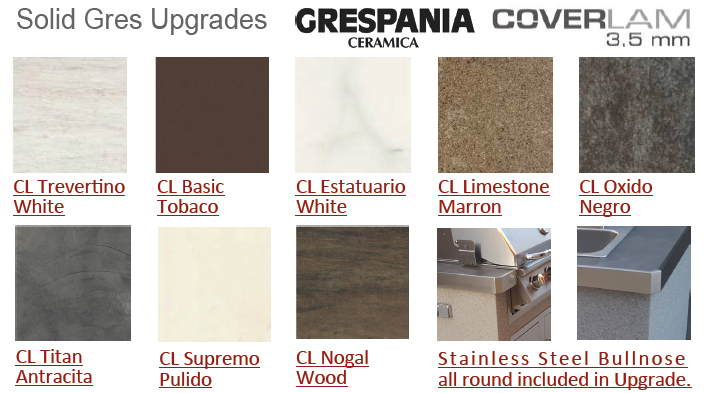 Solid Gres Upgrades
GRESPANIA
CERAMICA
COVERLAM
3,5 mm
CL Trevertino
White
CL Basic
Tobaco
CL Estatuario
White
CL Limestone
Marron
CL Oxido
Negro
CL Titan
Antracita
CL Supremo
Pulido
CL Nogal
Wood
Stainless Steel Bullnose
all round included in Upgrade.